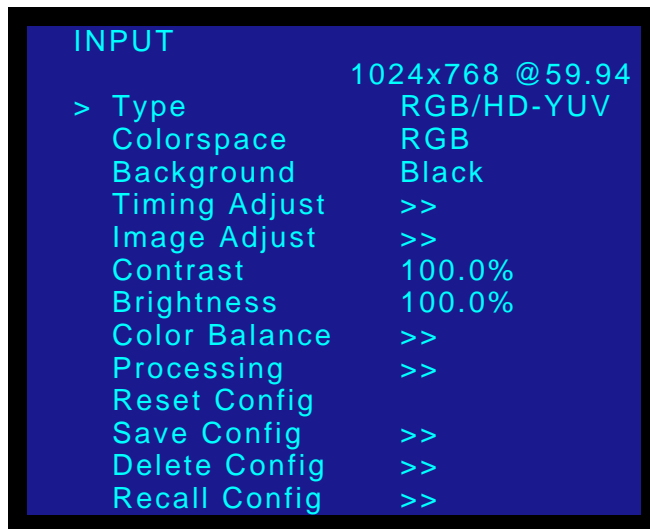 INPUT
1024x768 @59.94
> Type RGB/HD-YUV
Colorspace RGB
Background Black
Timing Adjust >>
Image Adjust >>
Contrast 100.0%
Brightness 100.0%
Color Balance >>
Processing >>
Reset Config
Save Config >>
Delete Config >>
Recall Config >>